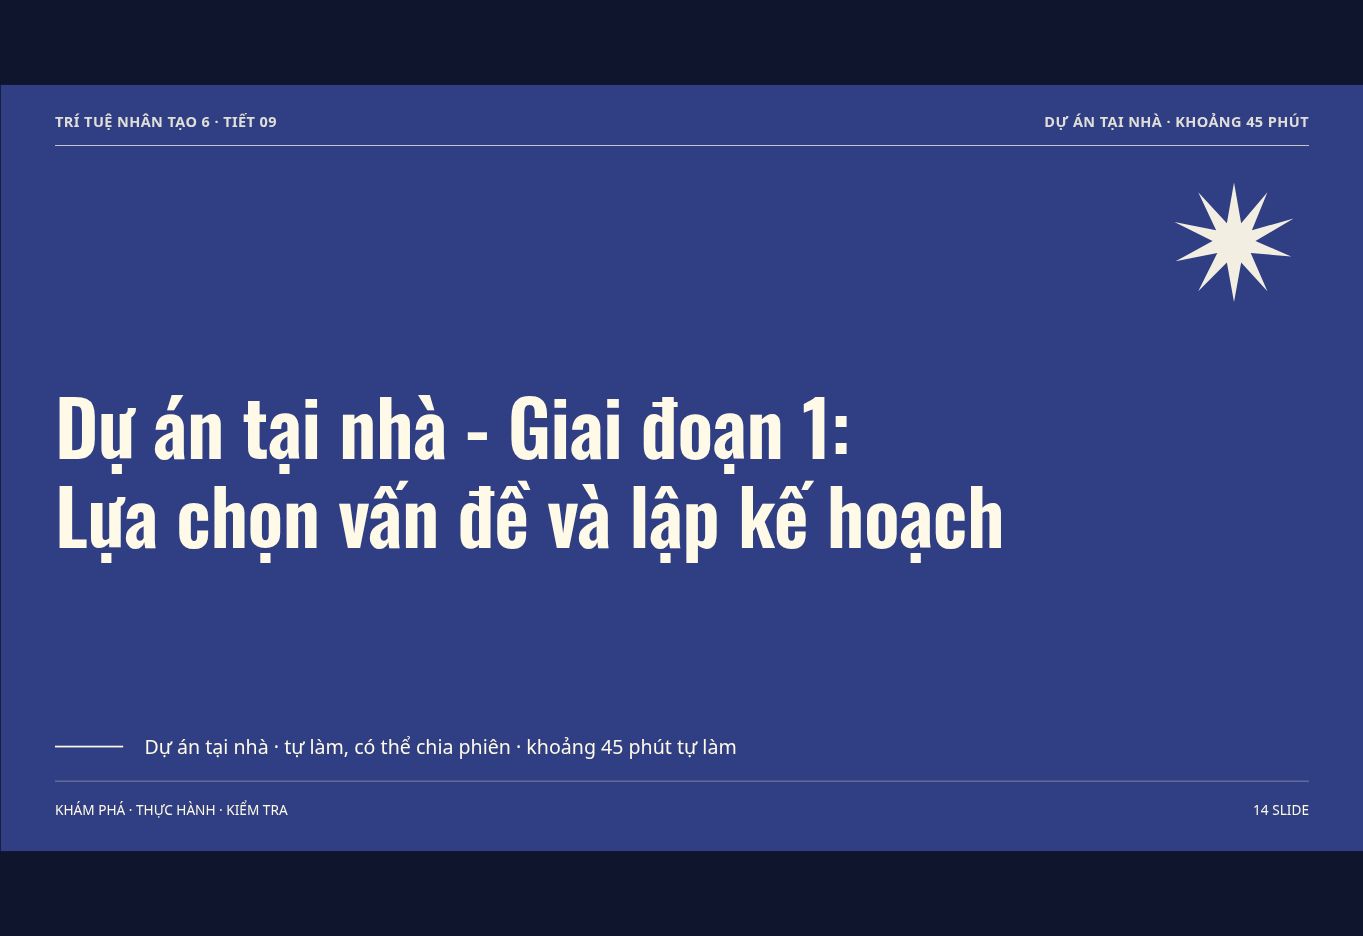 TRÍ TUỆ NHÂN TẠO 6 · TIẾT 09
DỰ ÁN TẠI NHÀ · KHOẢNG 45 PHÚT
Dự án tại nhà - Giai đoạn 1:
Lựa chọn vấn đề và lập kế hoạch
Dự án tại nhà · tự làm, có thể chia phiên · khoảng 45 phút tự làm
KHÁM PHÁ · THỰC HÀNH · KIỂM TRA
14 SLIDE